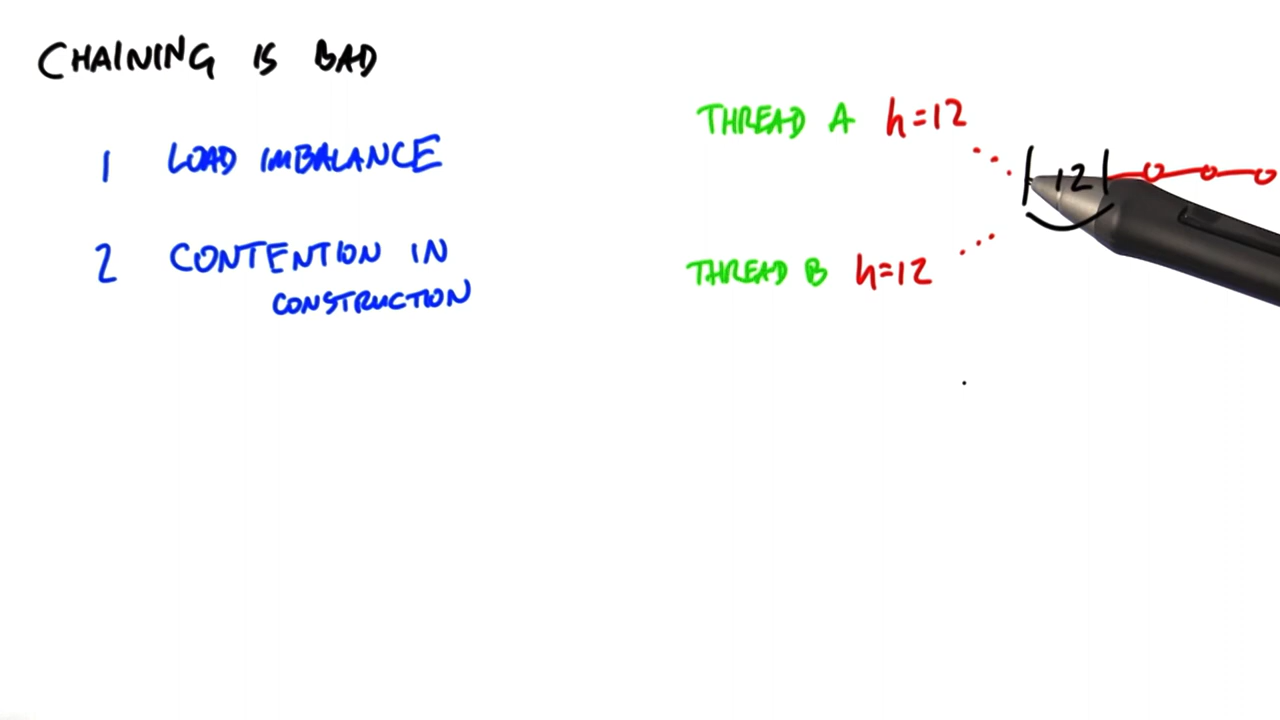 CHAINING IS BAD
1 LOAD IMBALANCE
2 CONTENTION IN
CONSTRUCTION
THREAD A h=12
12
THREAD B h=12